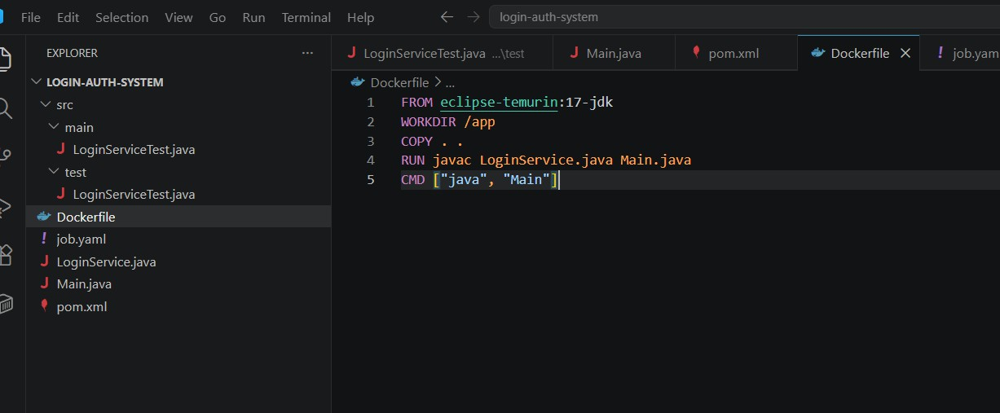 File Edit Selection View Go Run Terminal Help login-auth-system
EXPLORER ...
LoginServiceTest.java ...\test Main.java pom.xml Dockerfile job.yam
LOGIN-AUTH-SYSTEM
src
main
LoginServiceTest.java
test
LoginServiceTest.java
Dockerfile
job.yaml
LoginService.java
Main.java
pom.xml
Dockerfile > ...
1 FROM eclipse-temurin:17-jdk
2 WORKDIR /app
3 COPY . .
4 RUN javac LoginService.java Main.java
5 CMD ["java", "Main"]